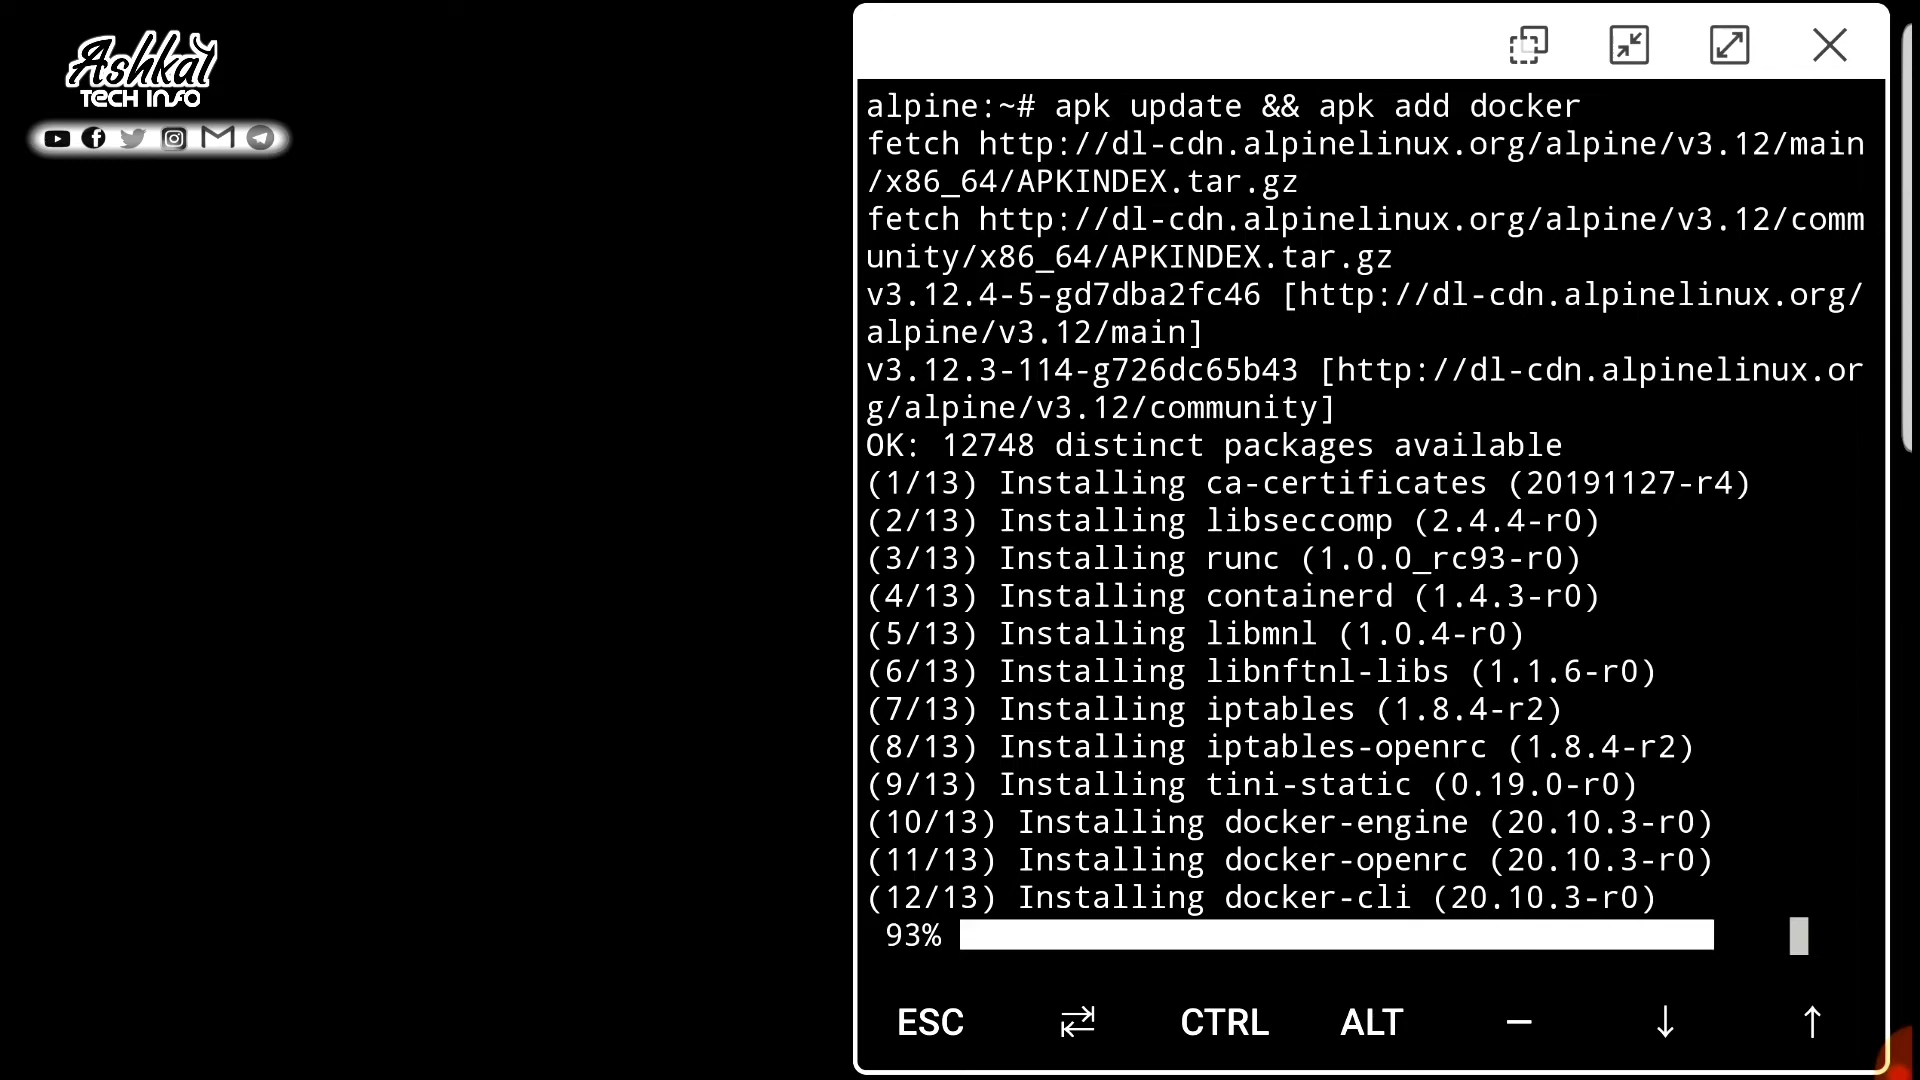 Ashkal
TECH INFO
alpine:~# apk update && apk add docker
fetch http://dl-cdn.alpinelinux.org/alpine/v3.12/main
/x86_64/APKINDEX.tar.gz
fetch http://dl-cdn.alpinelinux.org/alpine/v3.12/comm
unity/x86_64/APKINDEX.tar.gz
v3.12.4-5-gd7dba2fc46 [http://dl-cdn.alpinelinux.org/
alpine/v3.12/main]
v3.12.3-114-g726dc65b43 [http://dl-cdn.alpinelinux.or
g/alpine/v3.12/community]
OK: 12748 distinct packages available
(1/13) Installing ca-certificates (20191127-r4)
(2/13) Installing libseccomp (2.4.4-r0)
(3/13) Installing runc (1.0.0_rc93-r0)
(4/13) Installing containerd (1.4.3-r0)
(5/13) Installing libmnl (1.0.4-r0)
(6/13) Installing libnftnl-libs (1.1.6-r0)
(7/13) Installing iptables (1.8.4-r2)
(8/13) Installing iptables-openrc (1.8.4-r2)
(9/13) Installing tini-static (0.19.0-r0)
(10/13) Installing docker-engine (20.10.3-r0)
(11/13) Installing docker-openrc (20.10.3-r0)
(12/13) Installing docker-cli (20.10.3-r0)
93%
ESC ⇄ CTRL ALT – ↓ ↑